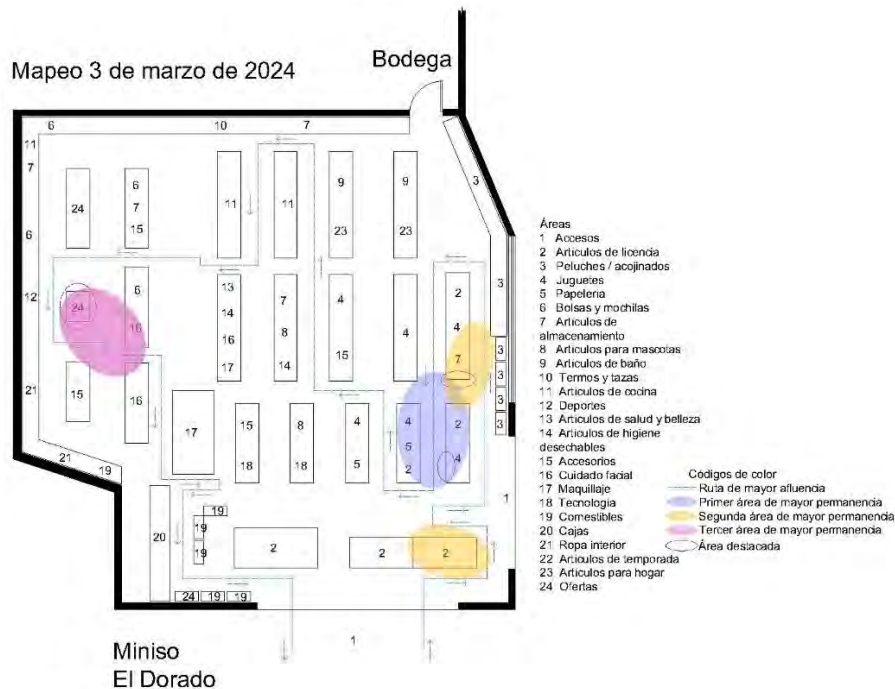 Mapeo 3 de marzo de 2024
Bodega
6 10 7
11
7
6
12
21
21
19
24
6
7
15
11
11
9
23
9
23
3
24
6
16
13
14
16
17
7
8
14
4
15
4
2
4
7
3
3
3
3
3
15
16
17
15
18
8
18
4
5
4
5
2
2
4
1
20
19
19
19
2
2
2
24 19 19
1
Miniso
El Dorado
Áreas
1 Accesos
2 Artículos de licencia
3 Peluches / acojinados
4 Juguetes
5 Papelería
6 Bolsas y mochilas
7 Artículos de
almacenamiento
8 Artículos para mascotas
9 Artículos de baño
10 Termos y tazas
11 Artículos de cocina
12 Deportes
13 Artículos de salud y belleza
14 Artículos de higiene
desechables
15 Accesorios
16 Cuidado facial
17 Maquillaje
18 Tecnología
19 Comestibles
20 Cajas
21 Ropa interior
22 Artículos de temporada
23 Artículos para hogar
24 Ofertas
Códigos de color
Ruta de mayor afluencia
Primer área de mayor permanencia
Segunda área de mayor permanencia
Tercer área de mayor permanencia
Área destacada